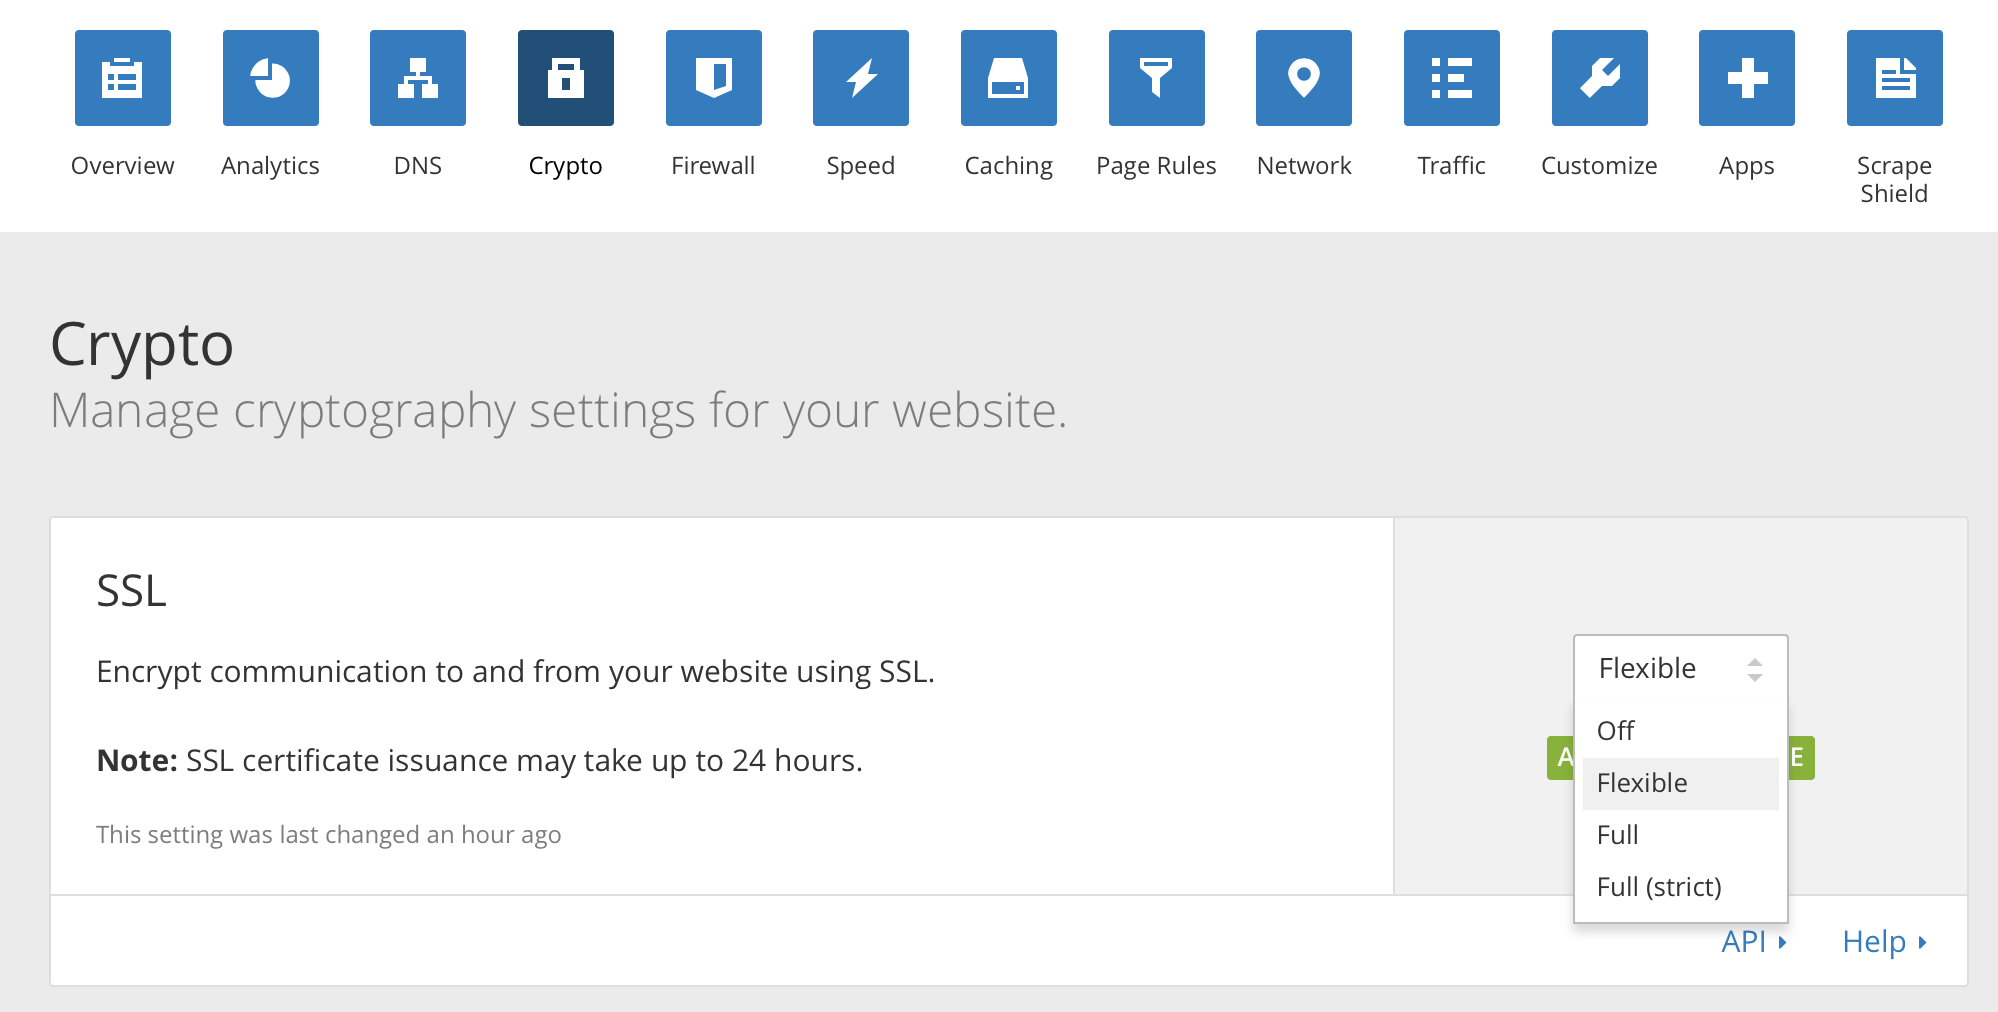 Overview
Analytics
DNS
Crypto
Firewall
Speed
Caching
Page Rules
Network
Traffic
Customize
Apps
Scrape
Shield
Crypto
Manage cryptography settings for your website.
SSL
Encrypt communication to and from your website using SSL.
Note: SSL certificate issuance may take up to 24 hours.
This setting was last changed an hour ago
Flexible
Off
Flexible
Full
Full (strict)
API
Help